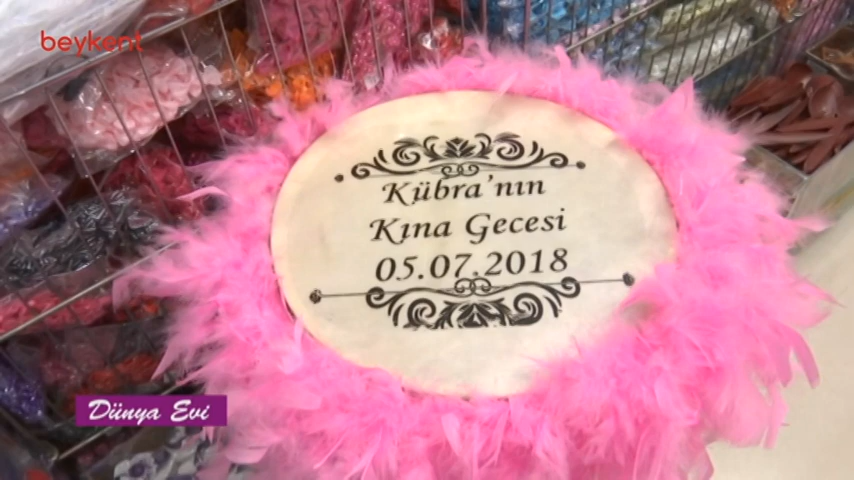 beykent
Kübra'nın
Kına Gecesi
05.07.2018
Dünya Evi